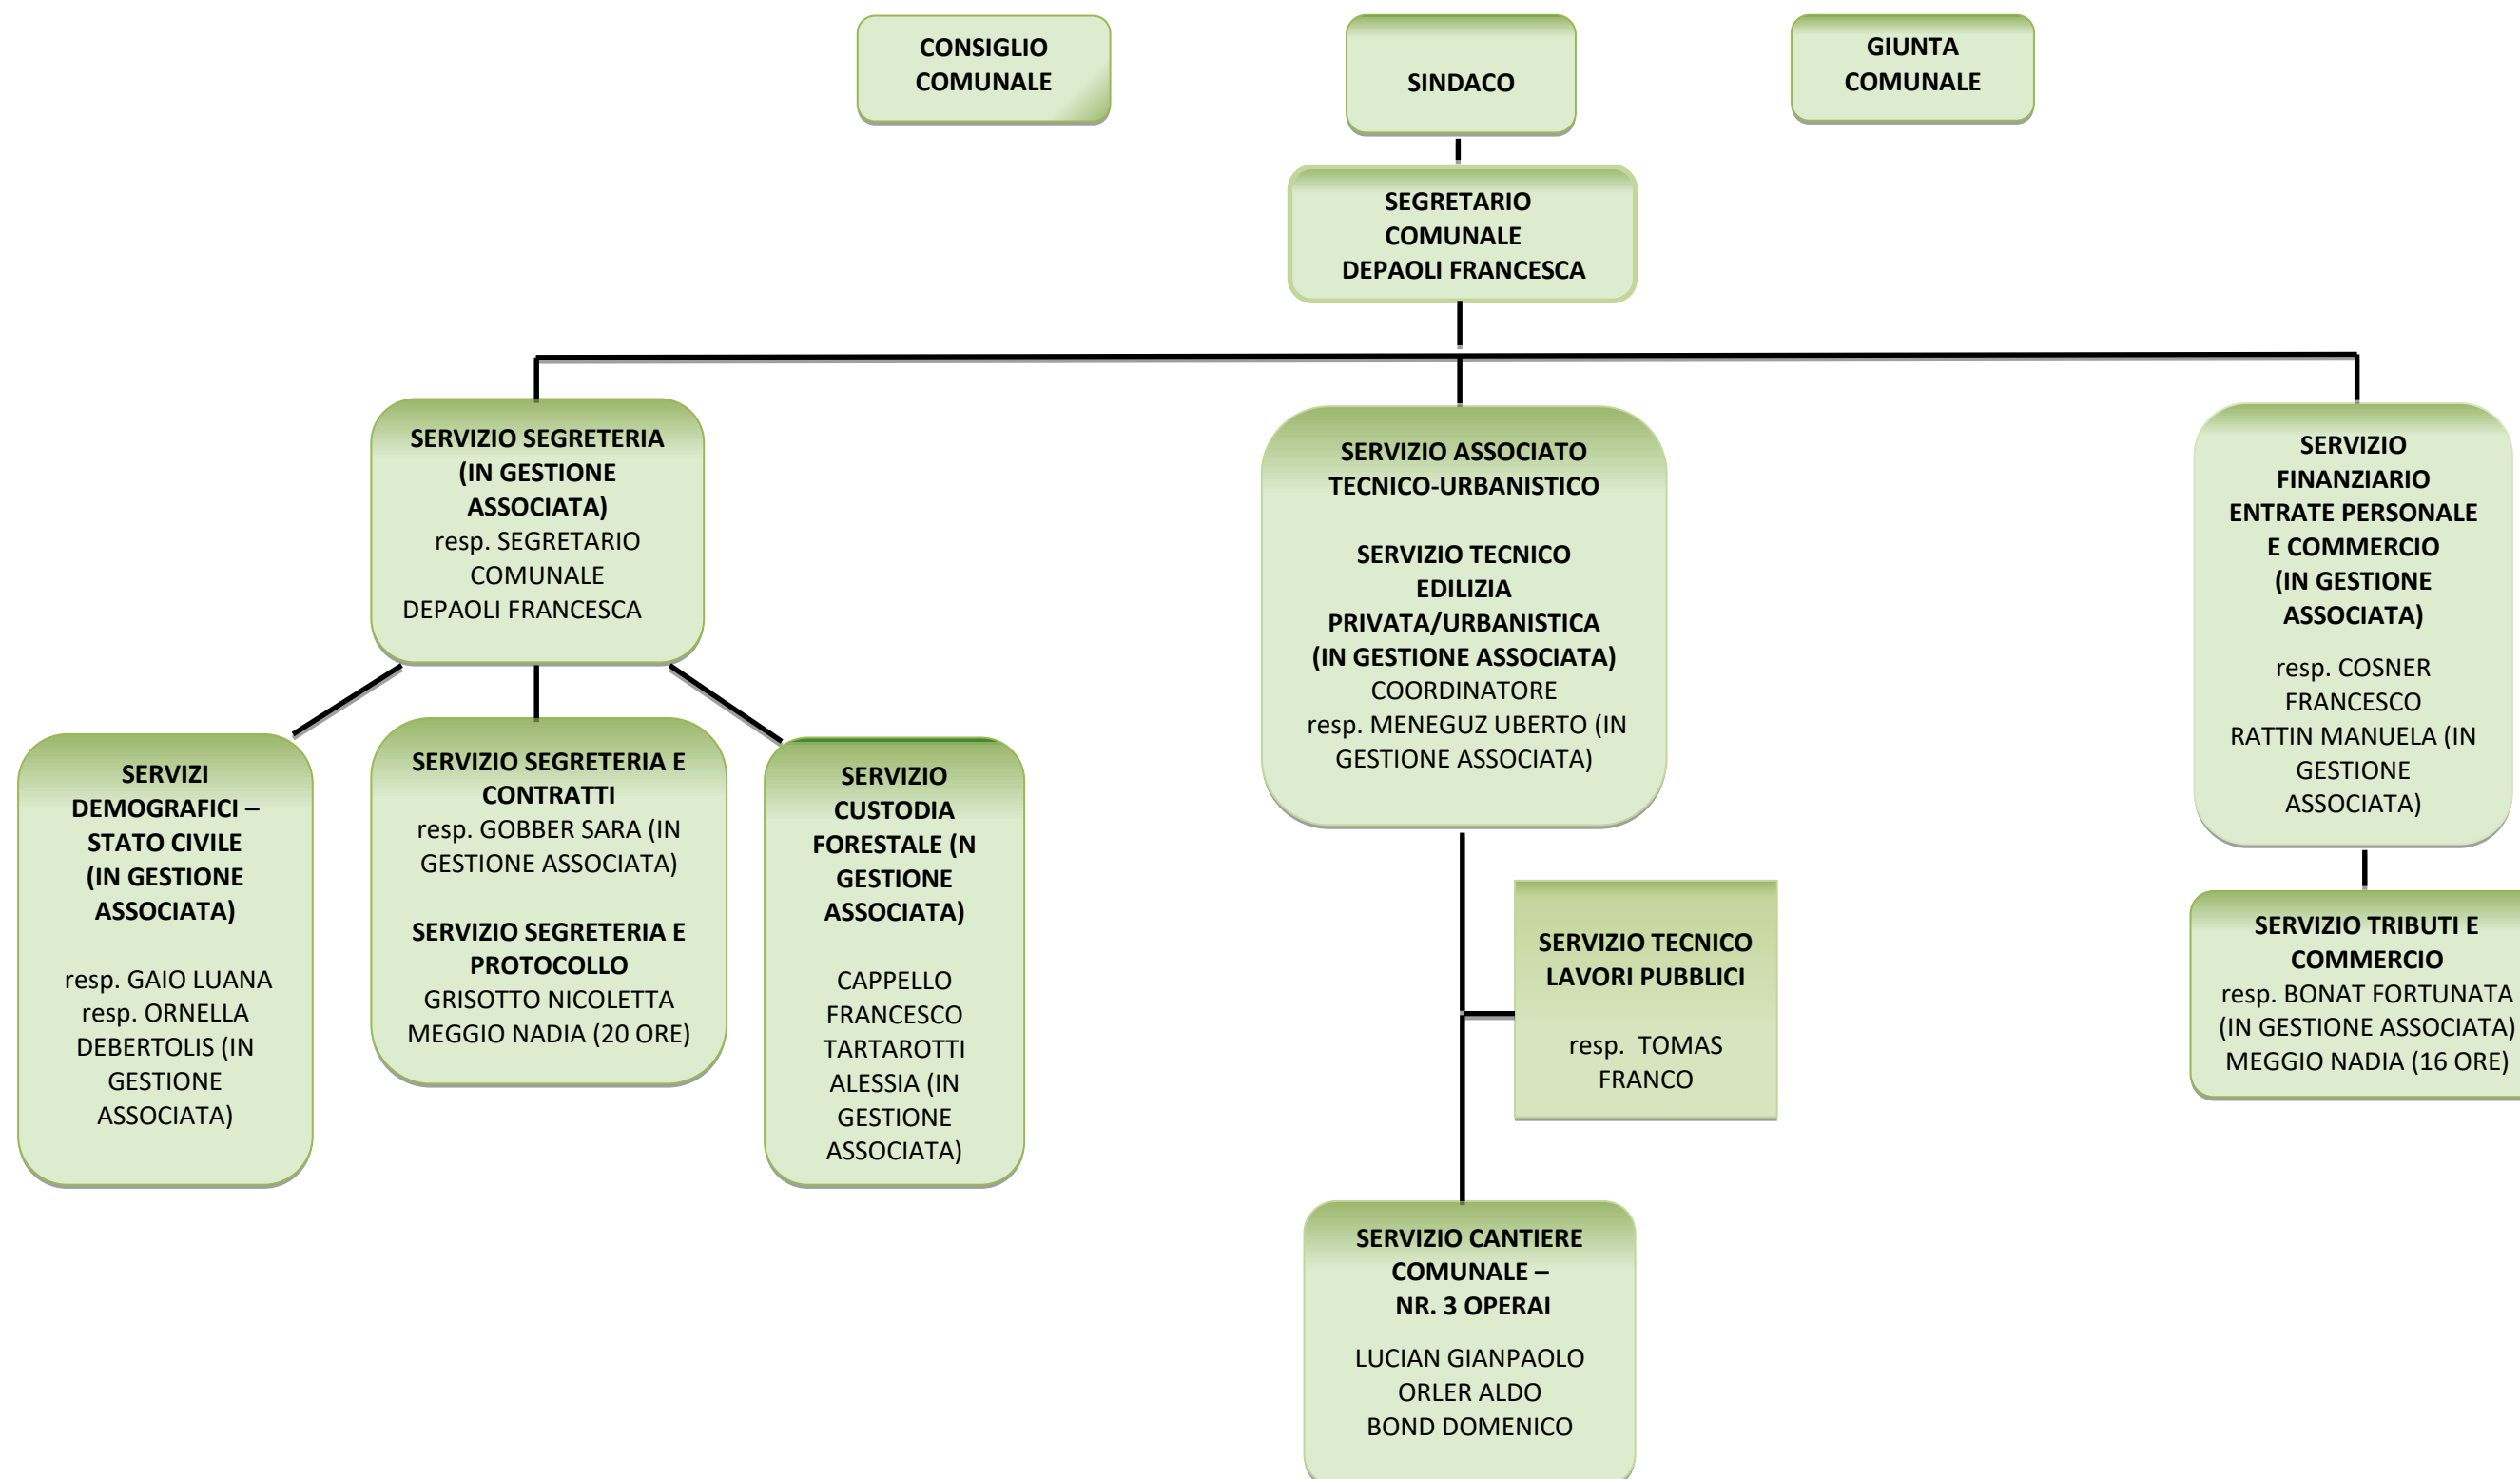 CONSIGLIO
COMUNALE
SINDACO
GIUNTA
COMUNALE
SEGRETARIO
COMUNALE
DEPAOLI FRANCESCA
SERVIZIO SEGRETERIA
(IN GESTIONE
ASSOCIATA)
resp. SEGRETARIO
COMUNALE
DEPAOLI FRANCESCA
SERVIZIO ASSOCIATO
TECNICO-URBANISTICO
SERVIZIO TECNICO
EDILIZIA
PRIVATA/URBANISTICA
(IN GESTIONE ASSOCIATA)
COORDINATORE
resp. MENEGUZ UBERTO (IN
GESTIONE ASSOCIATA)
SERVIZIO
FINANZIARIO
ENTRATE PERSONALE
E COMMERCIO
(IN GESTIONE
ASSOCIATA)
resp. COSNER
FRANCESCO
RATTIN MANUELA (IN
GESTIONE
ASSOCIATA)
SERVIZI
DEMOGRAFICI –
STATO CIVILE
(IN GESTIONE
ASSOCIATA)
resp. GAIO LUANA
resp. ORNELLA
DEBERTOLIS (IN
GESTIONE
ASSOCIATA)
SERVIZIO SEGRETERIA E
CONTRATTI
resp. GOBBER SARA (IN
GESTIONE ASSOCIATA)
SERVIZIO SEGRETERIA E
PROTOCOLLO
GRISOTTO NICOLETTA
MEGGIO NADIA (20 ORE)
SERVIZIO
CUSTODIA
FORESTALE (N
GESTIONE
ASSOCIATA)
CAPPELLO
FRANCESCO
TARTAROTTI
ALESSIA (IN
GESTIONE
ASSOCIATA)
SERVIZIO TECNICO
LAVORI PUBBLICI
resp. TOMAS
FRANCO
SERVIZIO TRIBUTI E
COMMERCIO
resp. BONAT FORTUNATA
(IN GESTIONE ASSOCIATA)
MEGGIO NADIA (16 ORE)
SERVIZIO CANTIERE
COMUNALE –
NR. 3 OPERAI
LUCIAN GIANPAOLO
ORLER ALDO
BOND DOMENICO